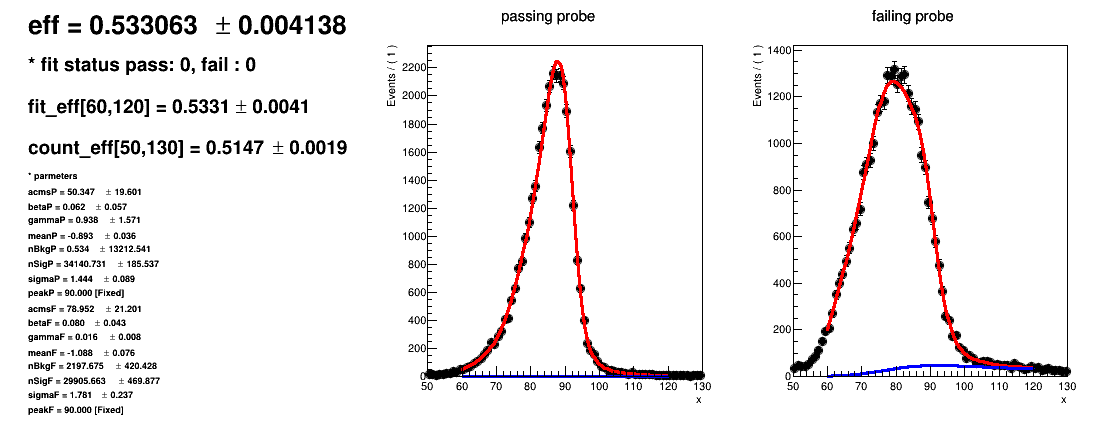 eff = 0.533063 ± 0.004138
* fit status pass: 0, fail : 0
fit_eff[60,120] = 0.5331 ± 0.0041
count_eff[50,130] = 0.5147 ± 0.0019
* parmeters
acmsP = 50.347 ± 19.601
betaP = 0.062 ± 0.057
gammaP = 0.938 ± 1.571
meanP = -0.893 ± 0.036
nBkgP = 0.534 ± 13212.541
nSigP = 34140.731 ± 185.537
sigmaP = 1.444 ± 0.089
peakP = 90.000 [Fixed]
acmsF = 78.952 ± 21.201
betaF = 0.080 ± 0.043
gammaF = 0.016 ± 0.008
meanF = -1.088 ± 0.076
nBkgF = 2197.675 ± 420.428
nSigF = 29905.663 ± 469.877
sigmaF = 1.781 ± 0.237
peakF = 90.000 [Fixed]
passing probe
Events / ( 1 )
2200
2000
1800
1600
1400
1200
1000
800
600
400
200
0
50 60 70 80 90 100 110 120 130
x
failing probe
Events / ( 1 )
1400
1200
1000
800
600
400
200
0
50 60 70 80 90 100 110 120 130
x